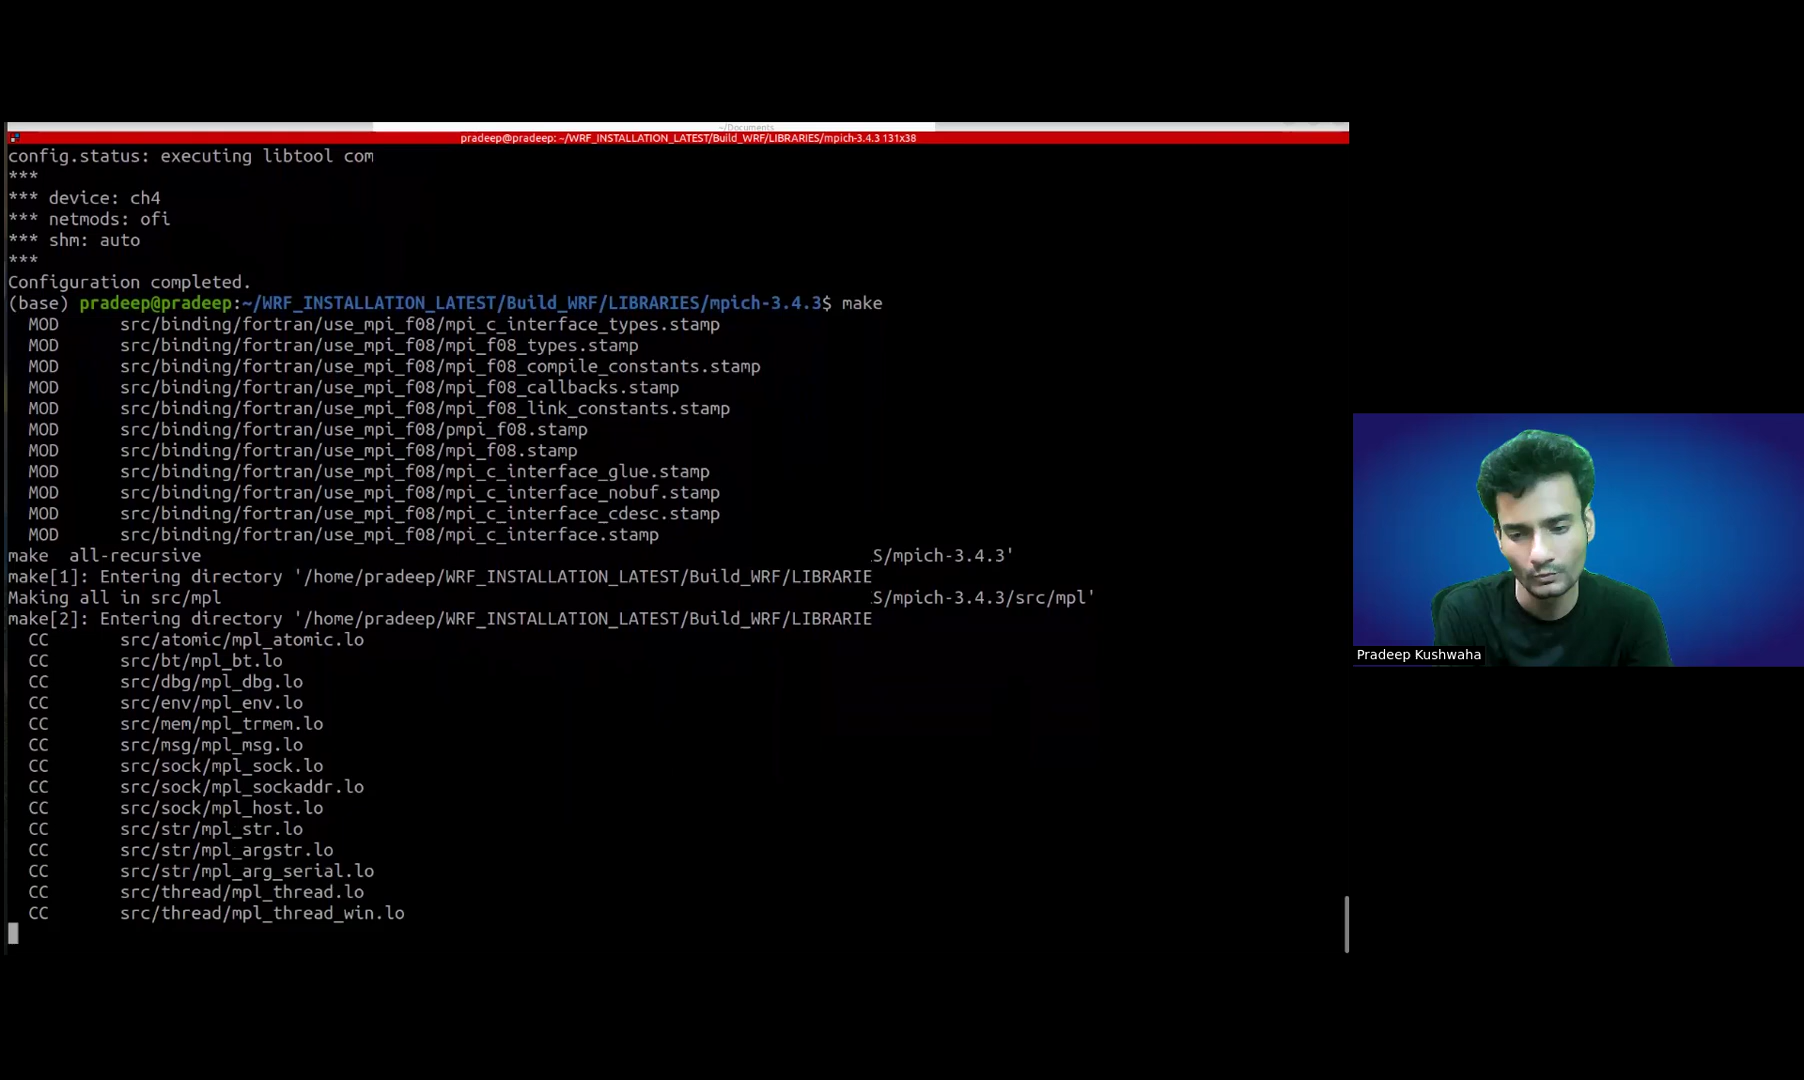 ~/Documents
pradeep@pradeep: ~/WRF_INSTALLATION_LATEST/Build_WRF/LIBRARIES/mpich-3.4.3 131x38
config.status: executing libtool com
***
*** device: ch4
*** netmods: ofi
*** shm: auto
***
Configuration completed.
(base) pradeep@pradeep:~/WRF_INSTALLATION_LATEST/Build_WRF/LIBRARIES/mpich-3.4.3$ make
MOD src/binding/fortran/use_mpi_f08/mpi_c_interface_types.stamp
MOD src/binding/fortran/use_mpi_f08/mpi_f08_types.stamp
MOD src/binding/fortran/use_mpi_f08/mpi_f08_compile_constants.stamp
MOD src/binding/fortran/use_mpi_f08/mpi_f08_callbacks.stamp
MOD src/binding/fortran/use_mpi_f08/mpi_f08_link_constants.stamp
MOD src/binding/fortran/use_mpi_f08/pmpi_f08.stamp
MOD src/binding/fortran/use_mpi_f08/mpi_f08.stamp
MOD src/binding/fortran/use_mpi_f08/mpi_c_interface_glue.stamp
MOD src/binding/fortran/use_mpi_f08/mpi_c_interface_nobuf.stamp
MOD src/binding/fortran/use_mpi_f08/mpi_c_interface_cdesc.stamp
MOD src/binding/fortran/use_mpi_f08/mpi_c_interface.stamp
make all-recursive S/mpich-3.4.3'
make[1]: Entering directory '/home/pradeep/WRF_INSTALLATION_LATEST/Build_WRF/LIBRARIE
Making all in src/mpl S/mpich-3.4.3/src/mpl'
make[2]: Entering directory '/home/pradeep/WRF_INSTALLATION_LATEST/Build_WRF/LIBRARIE
CC src/atomic/mpl_atomic.lo
CC src/bt/mpl_bt.lo
CC src/dbg/mpl_dbg.lo
CC src/env/mpl_env.lo
CC src/mem/mpl_trmem.lo
CC src/msg/mpl_msg.lo
CC src/sock/mpl_sock.lo
CC src/sock/mpl_sockaddr.lo
CC src/sock/mpl_host.lo
CC src/str/mpl_str.lo
CC src/str/mpl_argstr.lo
CC src/str/mpl_arg_serial.lo
CC src/thread/mpl_thread.lo
CC src/thread/mpl_thread_win.lo
Pradeep Kushwaha